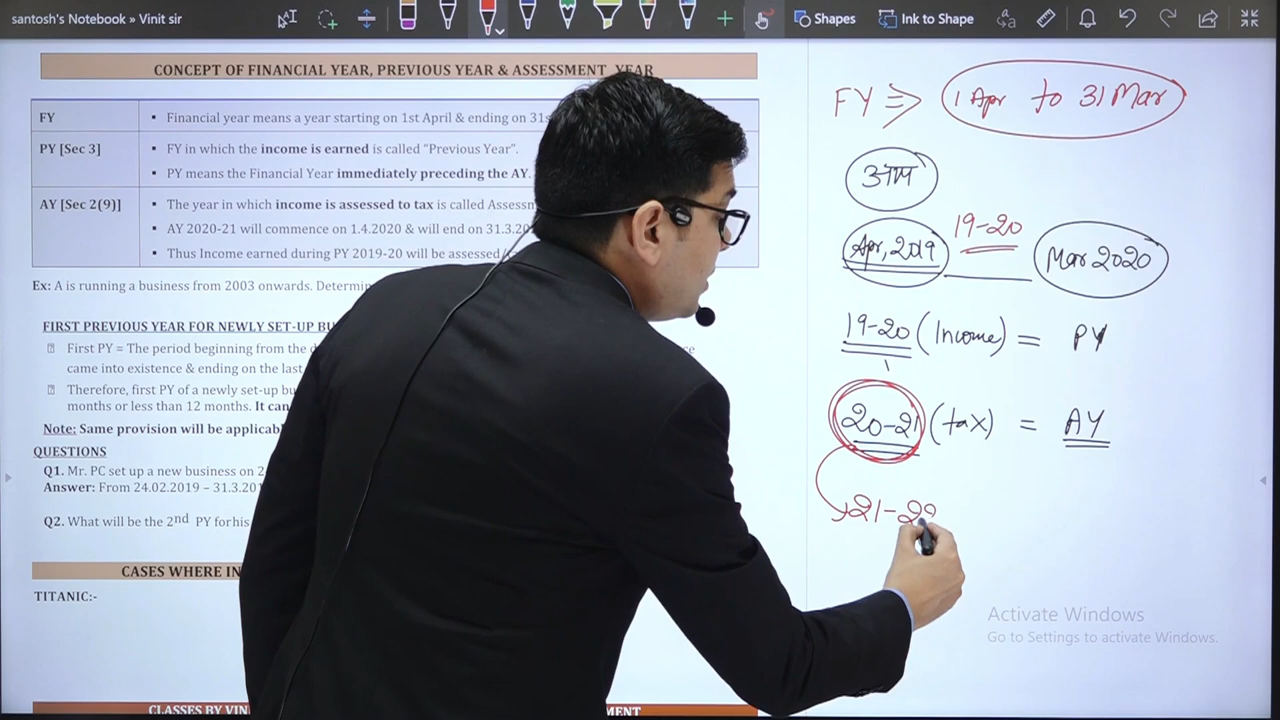 santosh's Notebook » Vinit sir
Shapes
Ink to Shape
CONCEPT OF FINANCIAL YEAR, PREVIOUS YEAR & ASSESSMENT YEAR
FY
▪ Financial year means a year starting on 1st April & ending on 31s
PY [Sec 3]
▪ FY in which the income is earned is called “Previous Year”.
▪ PY means the Financial Year immediately preceding the AY.
AY [Sec 2(9)]
▪ The year in which income is assessed to tax is called Assessn
▪ AY 2020-21 will commence on 1.4.2020 & will end on 31.3.20
▪ Thus Income earned during PY 2019-20 will be assessed/
Ex: A is running a business from 2003 onwards. Determin
FIRST PREVIOUS YEAR FOR NEWLY SET-UP BU
First PY = The period beginning from the d
came into existence & ending on the last
Therefore, first PY of a newly set-up bu
months or less than 12 months. It can
Note: Same provision will be applicabl
QUESTIONS
Q1. Mr. PC set up a new business on 2
Answer: From 24.02.2019 – 31.3.201
Q2. What will be the 2nd PY for his
CASES WHERE IN
TITANIC:-
CLASSES BY VIN
MENT
FY ⇒ 1 Apr to 31 Mar
आप
Apr, 2019 19-20 Mar 2020
19-20 (Income) = PY
20-21 (tax) = AY
21-22
Activate Windows
Go to Settings to activate Windows.